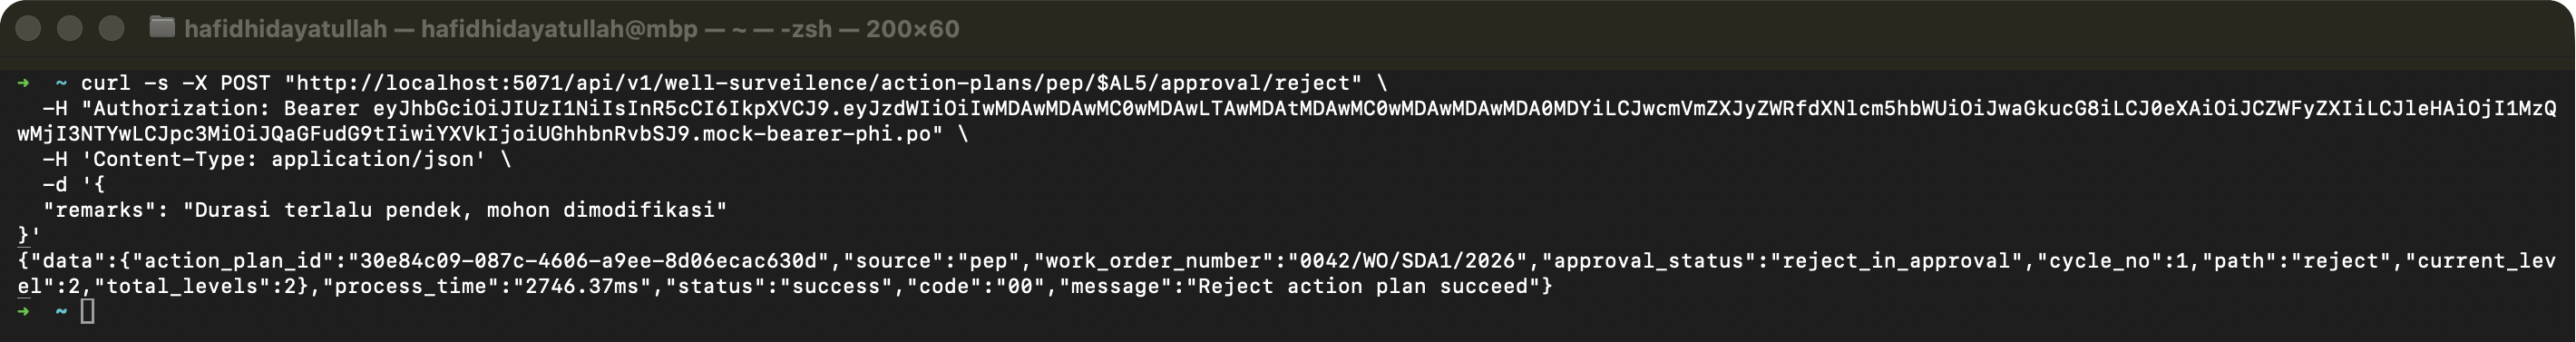 hafidhidayatullah — hafidhidayatullah@mbp — ~ — -zsh — 200×60
➜  ~ curl -s -X POST "http://localhost:5071/api/v1/well-surveilence/action-plans/pep/$AL5/approval/reject" \
  -H "Authorization: Bearer eyJhbGciOiJIUzI1NiIsInR5cCI6IkpXVCJ9.eyJzdWIiOiIwMDAwMDAwMC0wMDAwLTAwMDAtMDAwMC0wMDAwMDAwMDA0MDYiLCJwcmVmZXJyZWRfdXNlcm5hbWUiOiJwaGkucG8iLCJ0eXAiOiJCZWFyZXIiLCJleHAiOjI1MzQ
wMjI3NTYwLCJpc3MiOiJQaGFudG9tIiwiYXVkIjoiUGhhbnRvbSJ9.mock-bearer-phi.po" \
  -H 'Content-Type: application/json' \
  -d '{
  "remarks": "Durasi terlalu pendek, mohon dimodifikasi"
}'
{"data":{"action_plan_id":"30e84c09-087c-4606-a9ee-8d06ecac630d","source":"pep","work_order_number":"0042/WO/SDA1/2026","approval_status":"reject_in_approval","cycle_no":1,"path":"reject","current_lev
el":2,"total_levels":2},"process_time":"2746.37ms","status":"success","code":"00","message":"Reject action plan succeed"}
➜  ~